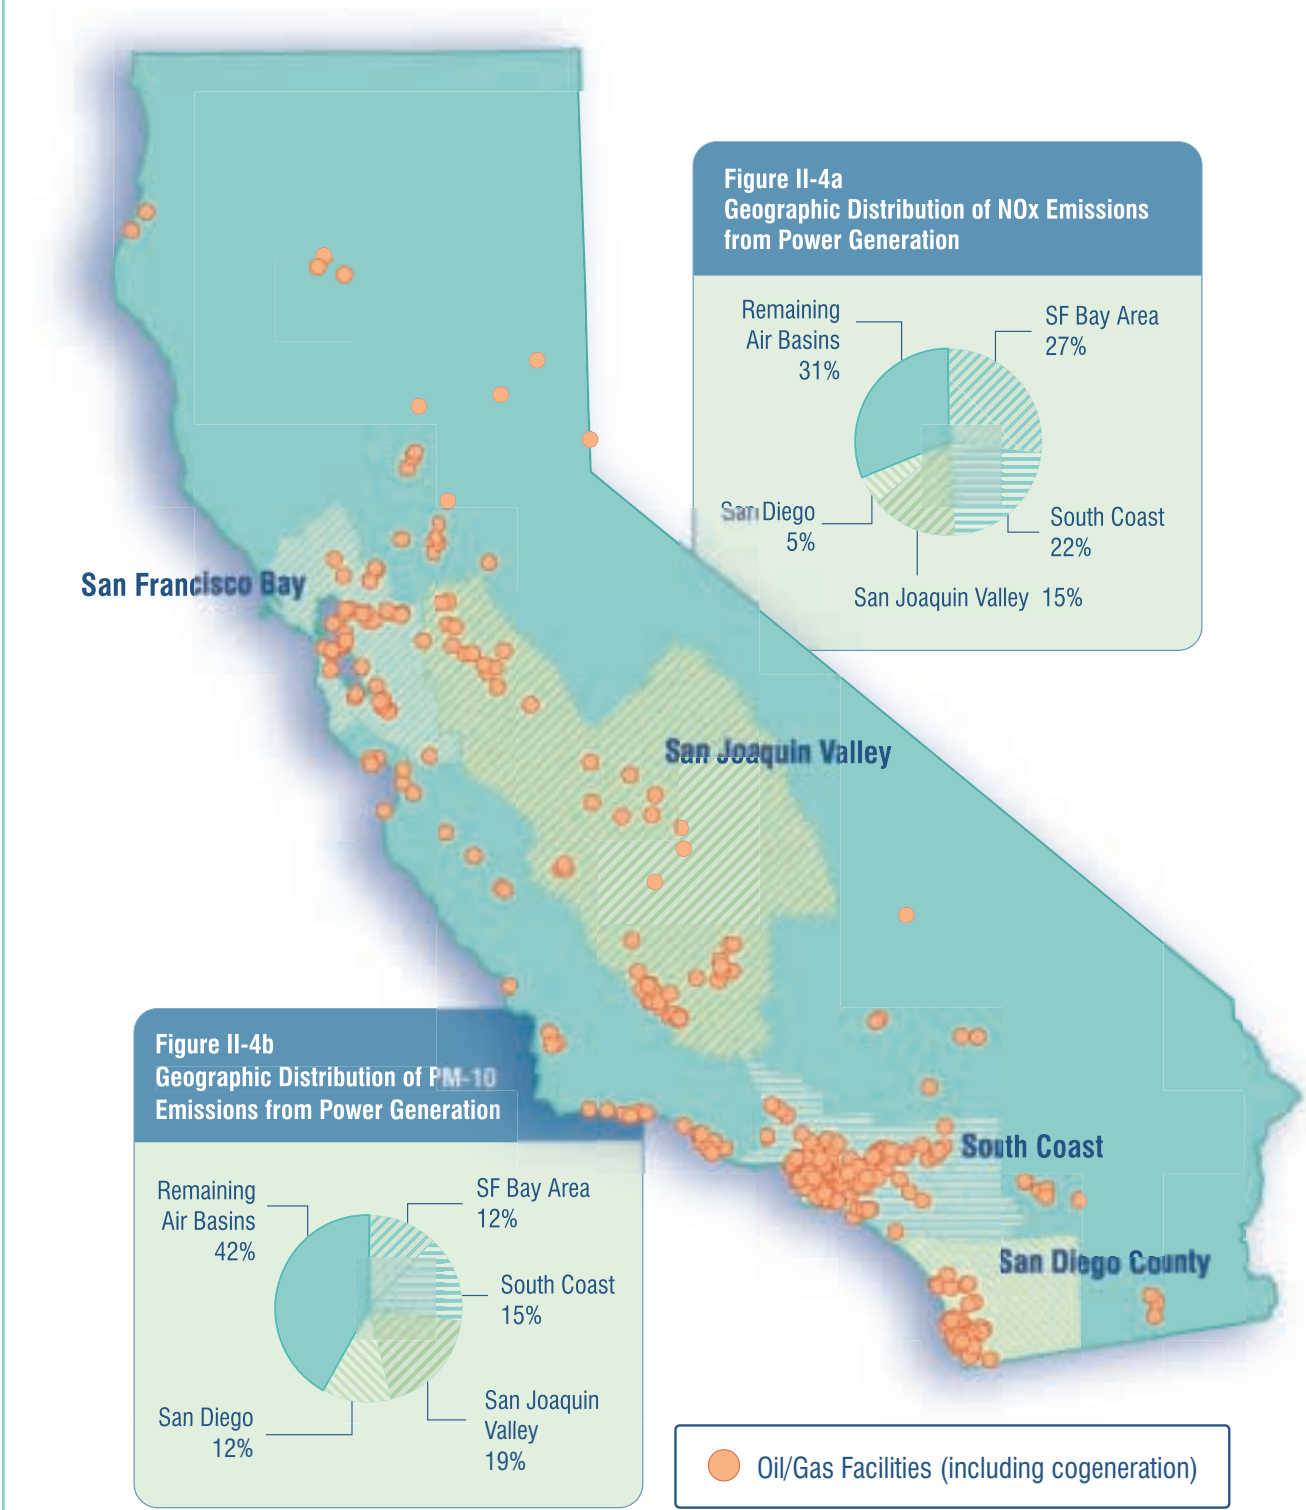 Figure II-4a
Geographic Distribution of NOx Emissions
from Power Generation
Remaining
Air Basins
31%
SF Bay Area
27%
San Diego
5%
South Coast
22%
San Joaquin Valley 15%
San Francisco Bay
San Joaquin Valley
South Coast
San Diego County
Figure II-4b
Geographic Distribution of PM-10
Emissions from Power Generation
Remaining
Air Basins
42%
SF Bay Area
12%
South Coast
15%
San Diego
12%
San Joaquin
Valley
19%
Oil/Gas Facilities (including cogeneration)